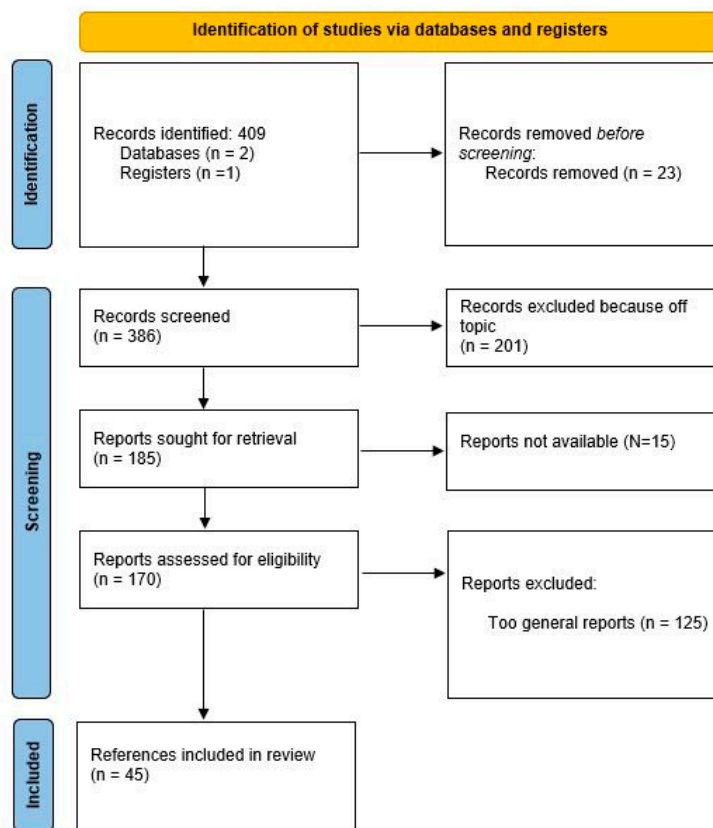 Identification of studies via databases and registers
Identification
Records identified: 409
Databases (n = 2)
Registers (n =1)
Records removed before
screening:
Records removed (n = 23)
Screening
Records screened
(n = 386)
Records excluded because off
topic
(n = 201)
Reports sought for retrieval
(n = 185)
Reports not available (N=15)
Reports assessed for eligibility
(n = 170)
Reports excluded:
Too general reports (n = 125)
Included
References included in review
(n = 45)